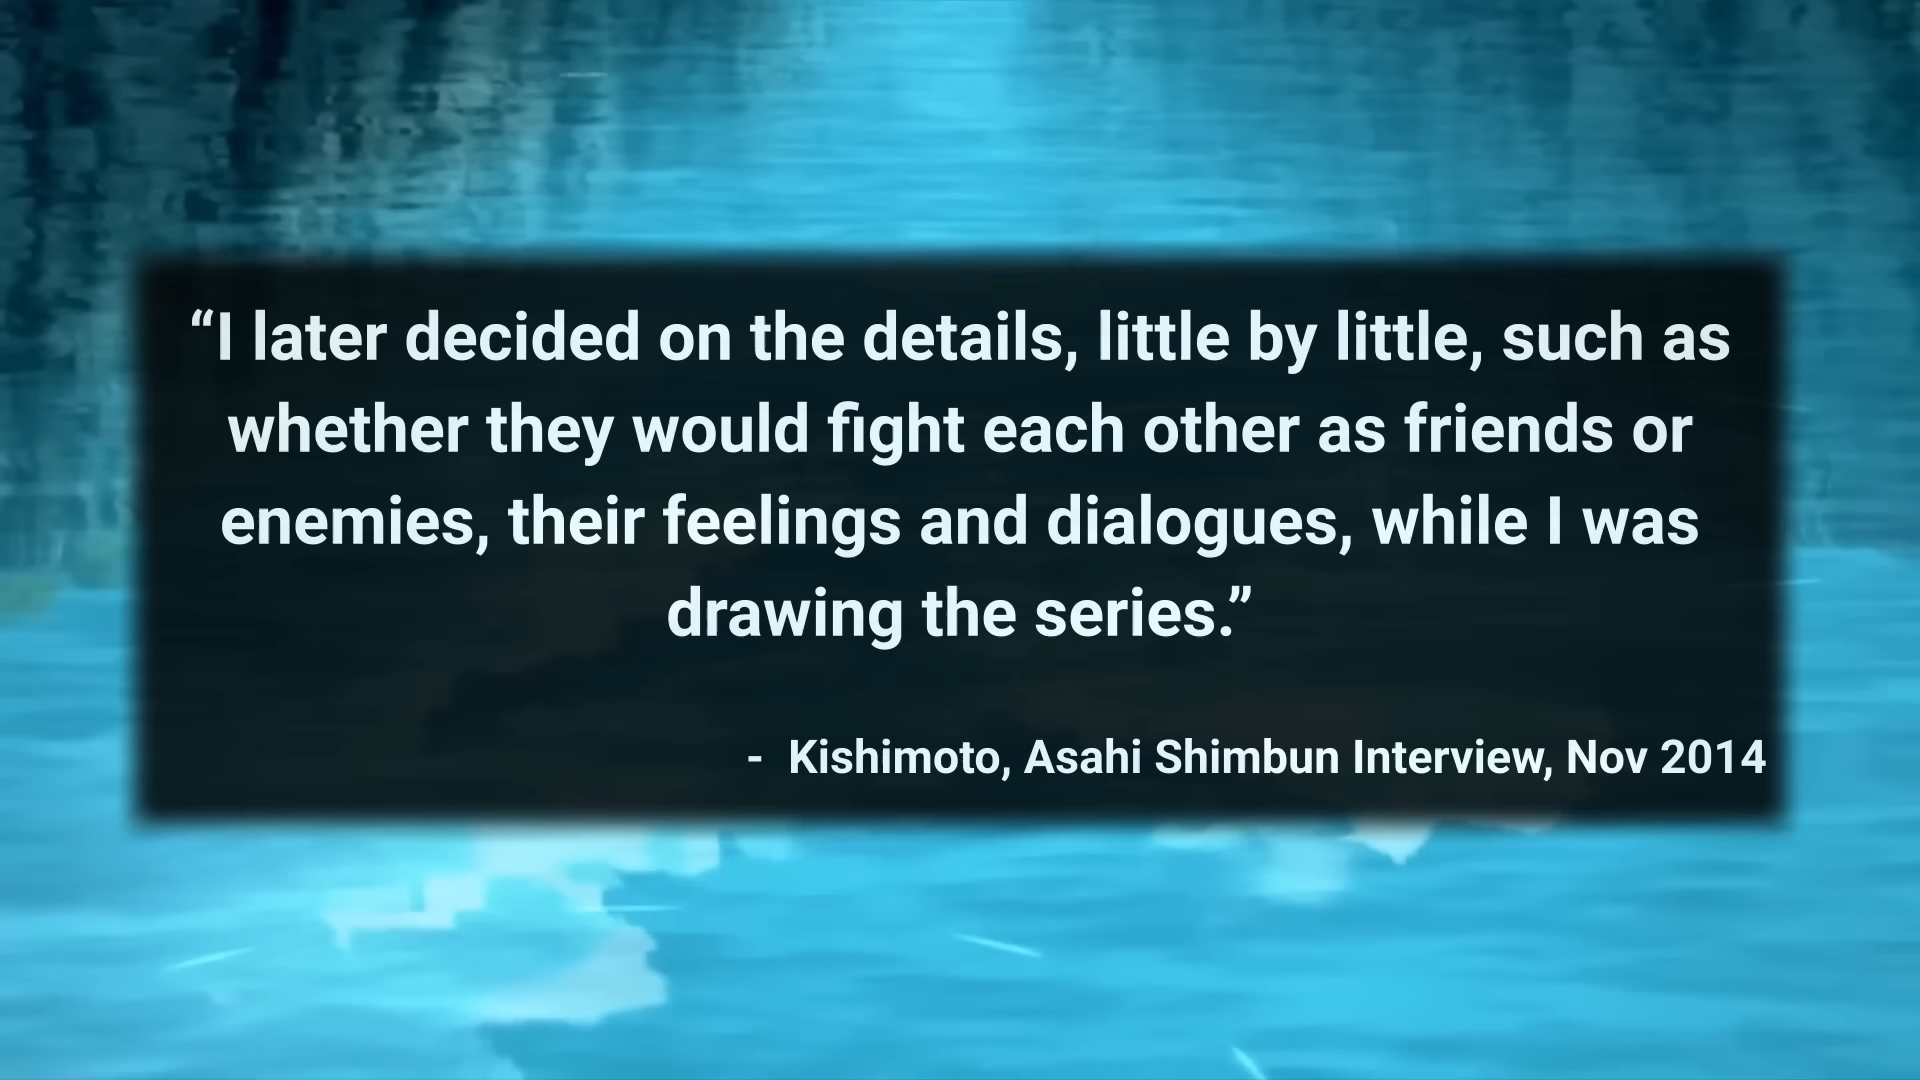 “I later decided on the details, little by little, such as
whether they would fight each other as friends or
enemies, their feelings and dialogues, while I was
drawing the series.”
- Kishimoto, Asahi Shimbun Interview, Nov 2014